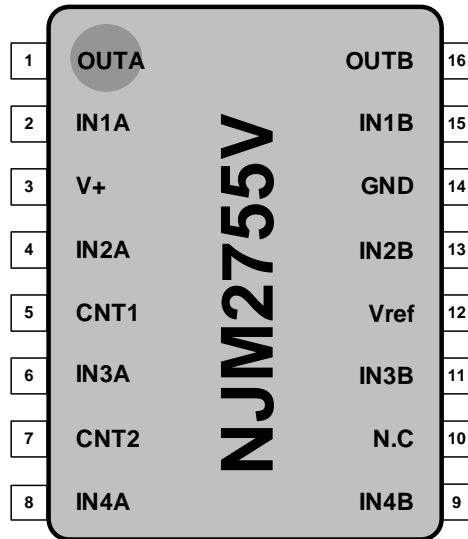 1 OUTA OUTB 16
2 IN1A IN1B 15
3 V+ GND 14
4 IN2A IN2B 13
5 CNT1 Vref 12
6 IN3A IN3B 11
7 CNT2 N.C 10
8 IN4A IN4B 9
NJM2755V